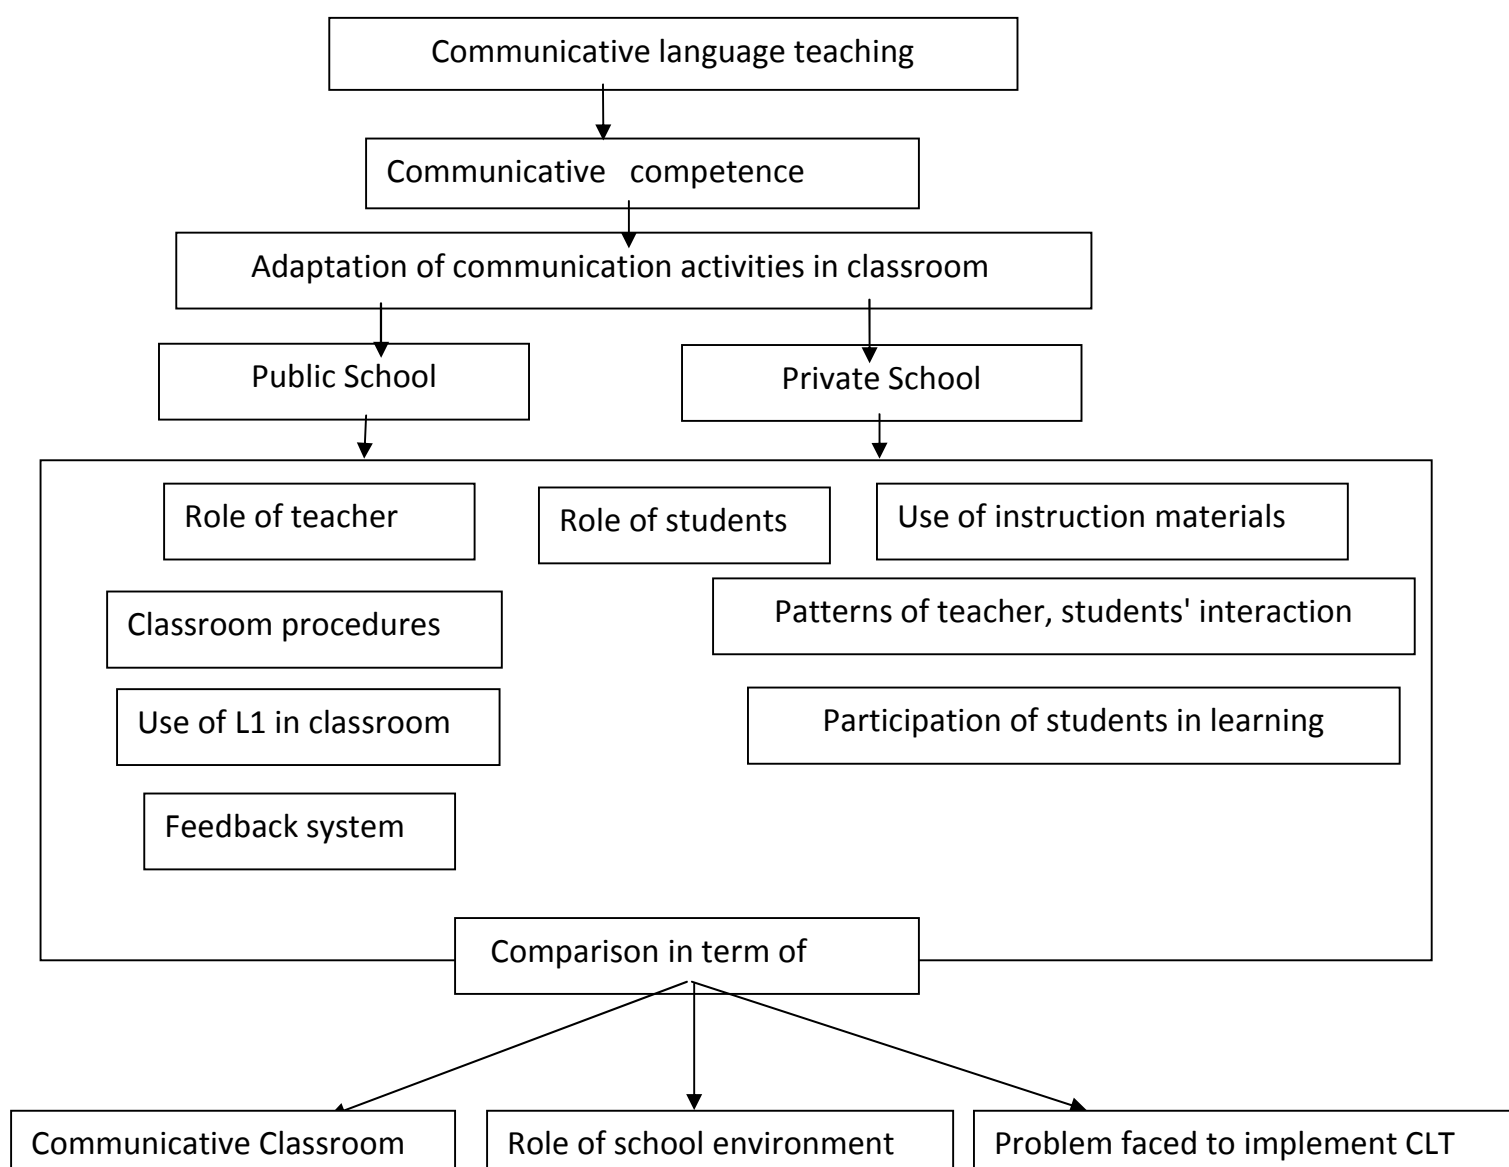 Communicative language teaching
Communicative competence
Adaptation of communication activities in classroom
Public School
Private School
Role of teacher
Role of students
Use of instruction materials
Classroom procedures
Patterns of teacher, students' interaction
Use of L1 in classroom
Participation of students in learning
Feedback system
Comparison in term of
Communicative Classroom
Role of school environment
Problem faced to implement CLT